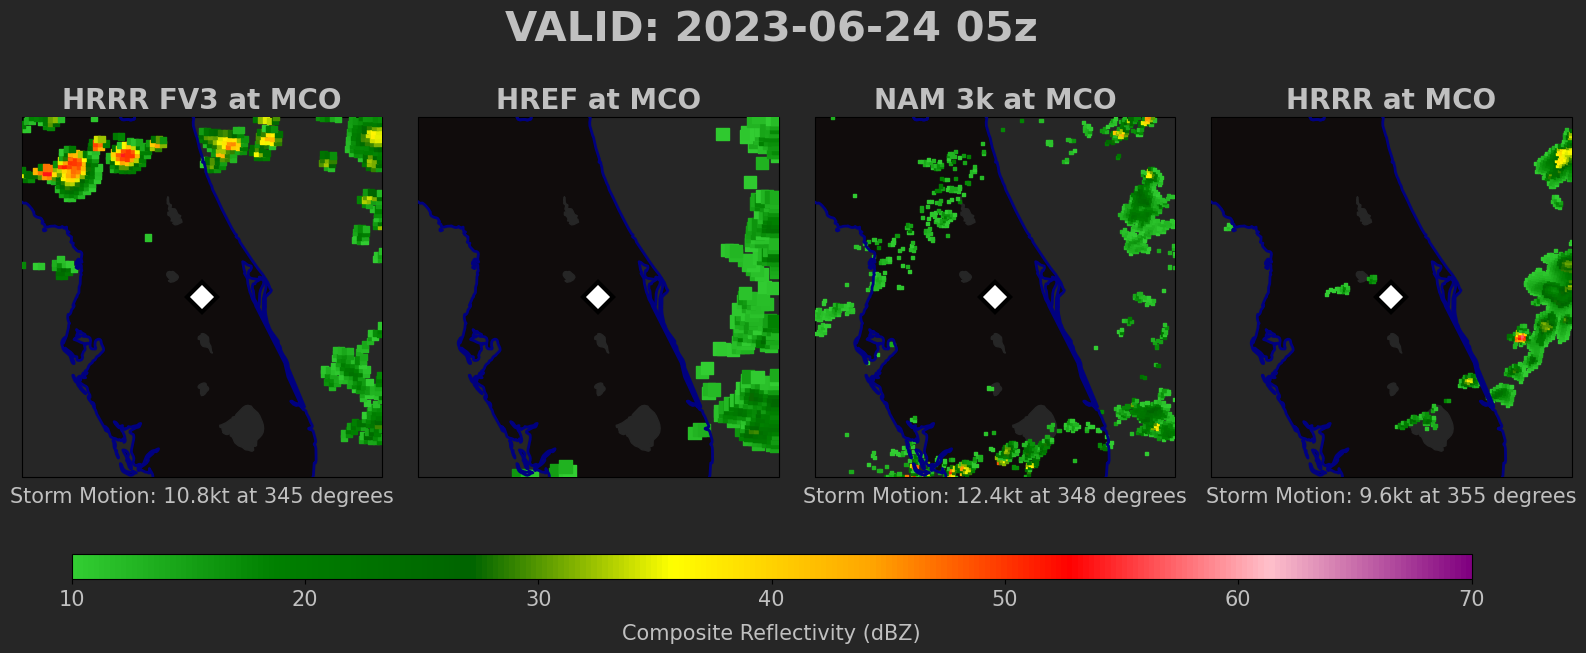 VALID: 2023-06-24 05z
HRRR FV3 at MCO
HREF at MCO
NAM 3k at MCO
HRRR at MCO
Storm Motion: 10.8kt at 345 degrees
Storm Motion: 12.4kt at 348 degrees
Storm Motion: 9.6kt at 355 degrees
10 20 30 40 50 60 70
Composite Reflectivity (dBZ)